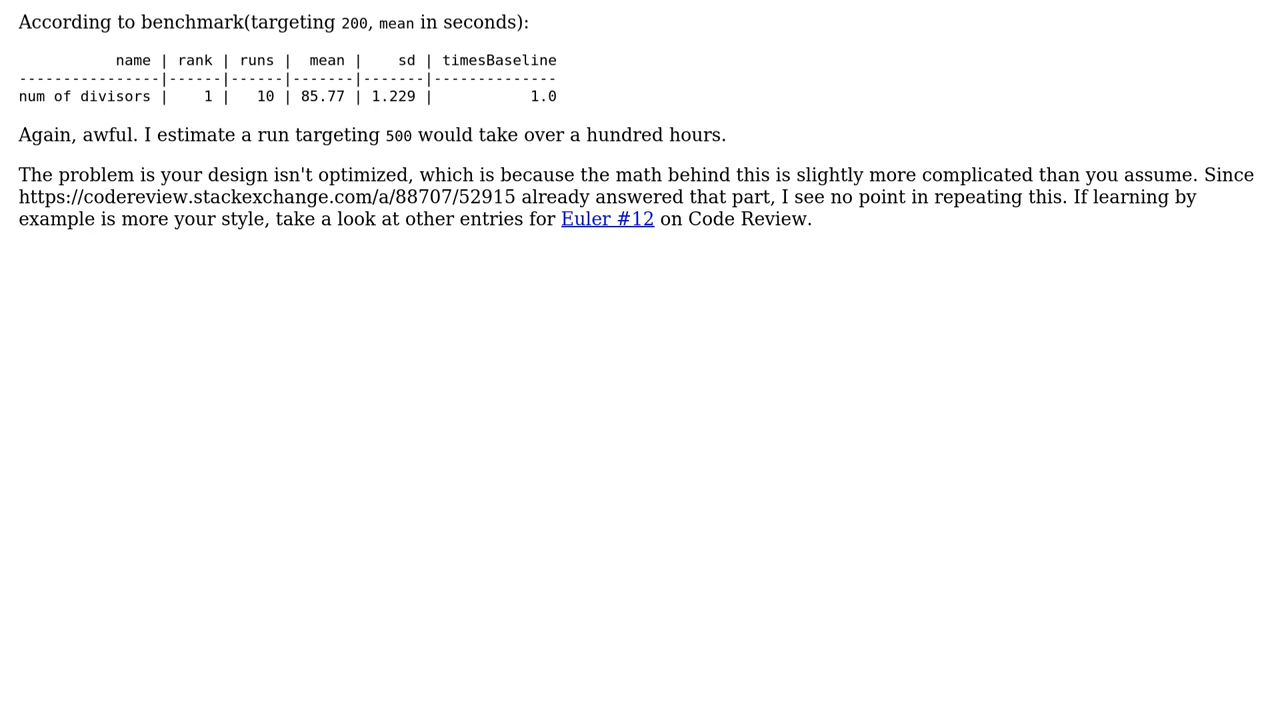 According to benchmark(targeting 200, mean in seconds):
           name | rank | runs |  mean |    sd | timesBaseline
----------------|------|------|-------|-------|--------------
num of divisors |    1 |   10 | 85.77 | 1.229 |           1.0
Again, awful. I estimate a run targeting 500 would take over a hundred hours.
The problem is your design isn't optimized, which is because the math behind this is slightly more complicated than you assume. Since
https://codereview.stackexchange.com/a/88707/52915 already answered that part, I see no point in repeating this. If learning by
example is more your style, take a look at other entries for Euler #12 on Code Review.